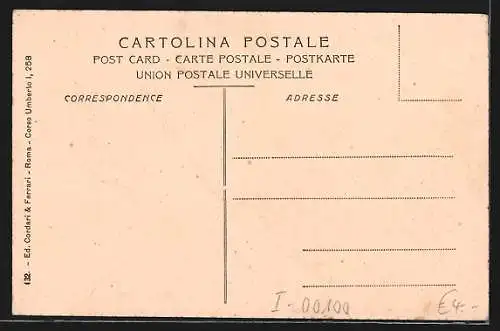 CARTOLINA POSTALE
POST CARD - CARTE POSTALE - POSTKARTE
UNION POSTALE UNIVERSELLE
CORRESPONDENCE
ADRESSE
132. - Ed. Cordari & Ferrari - Roma - Corso Umberto I, 258
I-00100
€4.-